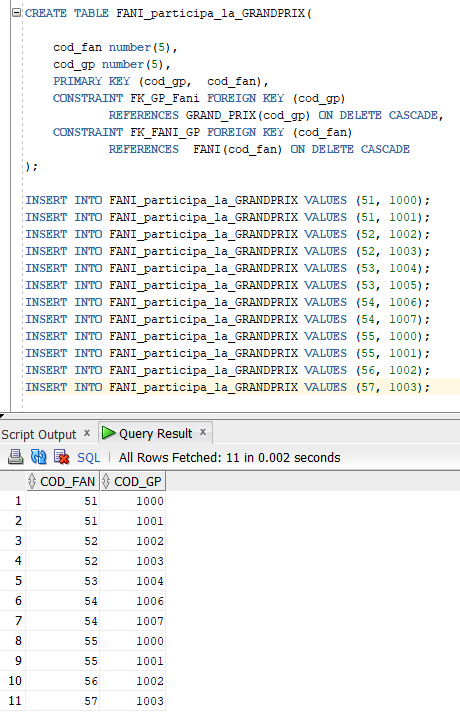 CREATE TABLE FANI_participa_la_GRANDPRIX(
cod_fan number(5),
cod_gp number(5),
PRIMARY KEY (cod_gp, cod_fan),
CONSTRAINT FK_GP_Fani FOREIGN KEY (cod_gp)
REFERENCES GRAND_PRIX(cod_gp) ON DELETE CASCADE,
CONSTRAINT FK_FANI_GP FOREIGN KEY (cod_fan)
REFERENCES FANI(cod_fan) ON DELETE CASCADE
);
INSERT INTO FANI_participa_la_GRANDPRIX VALUES (51, 1000);
INSERT INTO FANI_participa_la_GRANDPRIX VALUES (51, 1001);
INSERT INTO FANI_participa_la_GRANDPRIX VALUES (52, 1002);
INSERT INTO FANI_participa_la_GRANDPRIX VALUES (52, 1003);
INSERT INTO FANI_participa_la_GRANDPRIX VALUES (53, 1004);
INSERT INTO FANI_participa_la_GRANDPRIX VALUES (53, 1005);
INSERT INTO FANI_participa_la_GRANDPRIX VALUES (54, 1006);
INSERT INTO FANI_participa_la_GRANDPRIX VALUES (54, 1007);
INSERT INTO FANI_participa_la_GRANDPRIX VALUES (55, 1000);
INSERT INTO FANI_participa_la_GRANDPRIX VALUES (55, 1001);
INSERT INTO FANI_participa_la_GRANDPRIX VALUES (56, 1002);
INSERT INTO FANI_participa_la_GRANDPRIX VALUES (57, 1003);
Script Output x Query Result x
SQL All Rows Fetched: 11 in 0.002 seconds
COD_FAN COD_GP
1 51 1000
2 51 1001
3 52 1002
4 52 1003
5 53 1004
6 54 1006
7 54 1007
8 55 1000
9 55 1001
10 56 1002
11 57 1003